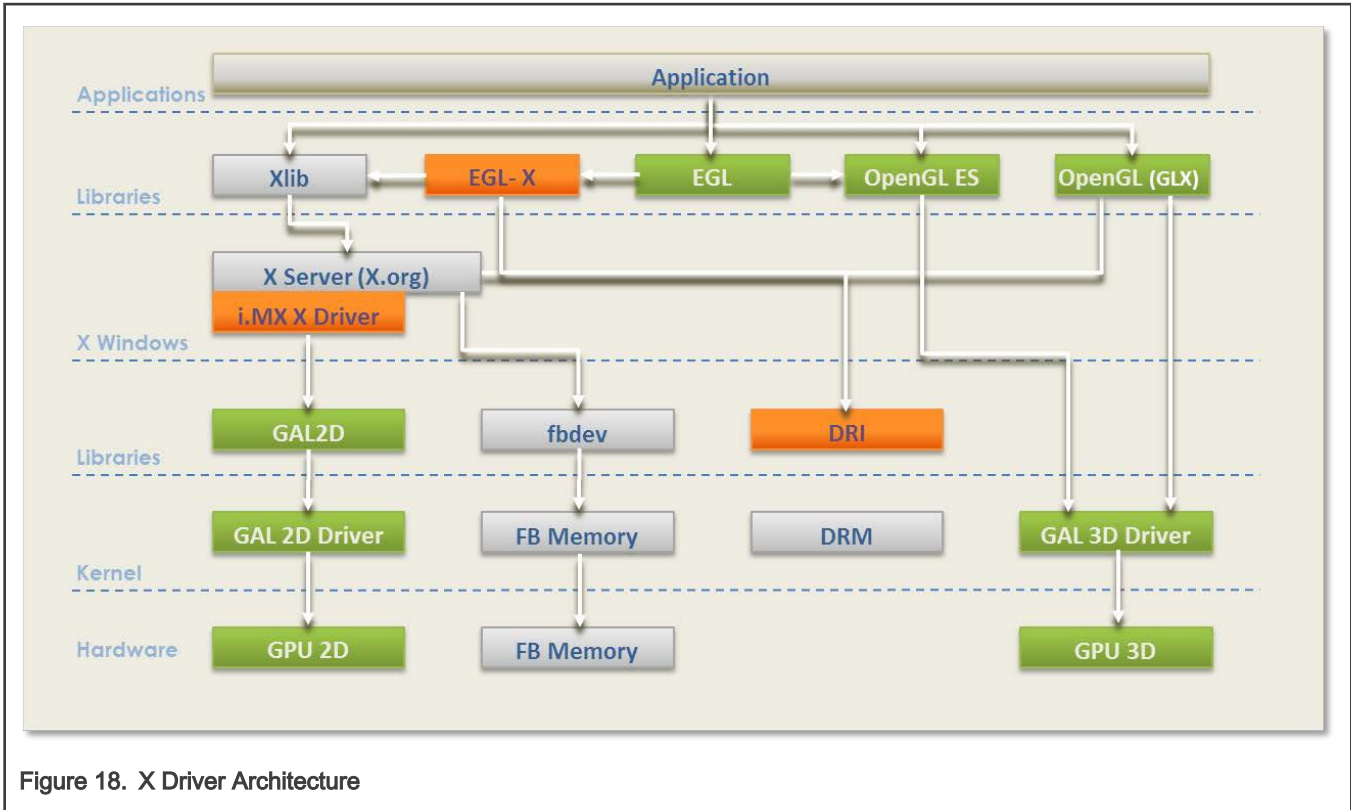 Application
Applications
Xlib
EGL- X
EGL
OpenGL ES
OpenGL (GLX)
Libraries
X Server (X.org)
i.MX X Driver
X Windows
GAL2D
fbdev
DRI
Libraries
GAL 2D Driver
FB Memory
DRM
GAL 3D Driver
Kernel
Hardware
GPU 2D
FB Memory
GPU 3D
Figure 18. X Driver Architecture